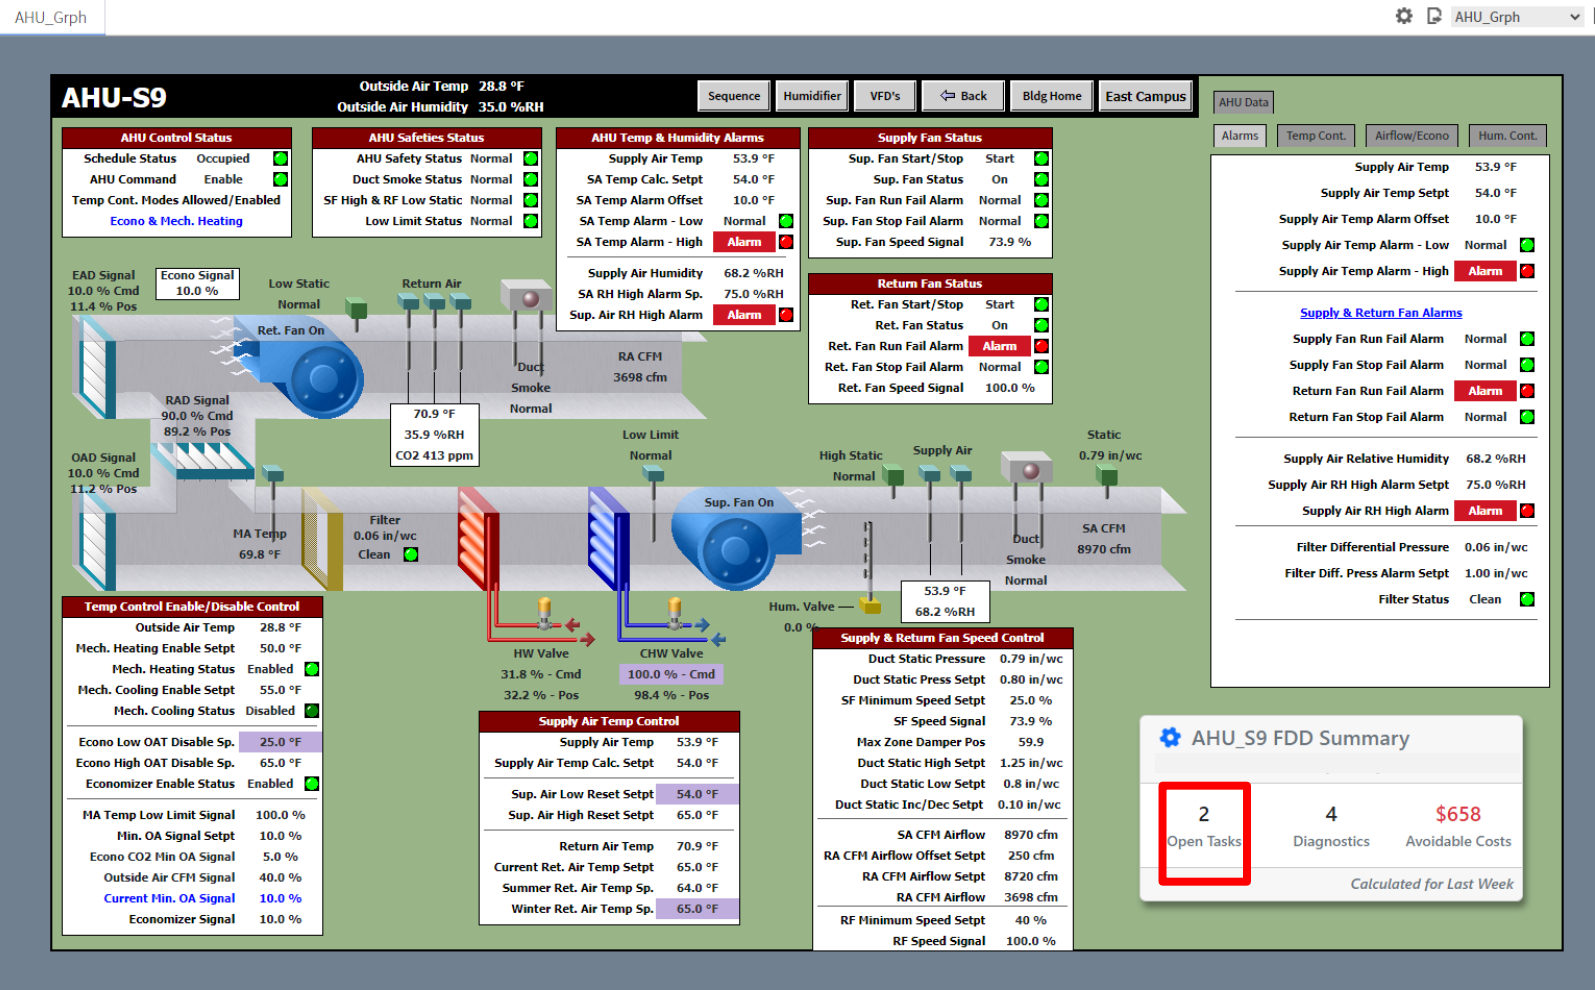 AHU_Grph
AHU_Grph
AHU-S9
Outside Air Temp 28.8 °F
Outside Air Humidity 35.0 %RH
Sequence
Humidifier
VFD's
Back
Bldg Home
East Campus
AHU Control Status
Schedule Status Occupied
AHU Command Enable
Temp Cont. Modes Allowed/Enabled
Econo & Mech. Heating
AHU Safeties Status
AHU Safety Status Normal
Duct Smoke Status Normal
SF High & RF Low Static Normal
Low Limit Status Normal
AHU Temp & Humidity Alarms
Supply Air Temp 53.9 °F
SA Temp Calc. Setpt 54.0 °F
SA Temp Alarm Offset 10.0 °F
SA Temp Alarm - Low Normal
SA Temp Alarm - High Alarm
Supply Air Humidity 68.2 %RH
SA RH High Alarm Sp. 75.0 %RH
Sup. Air RH High Alarm Alarm
Supply Fan Status
Sup. Fan Start/Stop Start
Sup. Fan Status On
Sup. Fan Run Fail Alarm Normal
Sup. Fan Stop Fail Alarm Normal
Sup. Fan Speed Signal 73.9 %
Return Fan Status
Ret. Fan Start/Stop Start
Ret. Fan Status On
Ret. Fan Run Fail Alarm Alarm
Ret. Fan Stop Fail Alarm Normal
Ret. Fan Speed Signal 100.0 %
EAD Signal
10.0 % Cmd
11.4 % Pos
Econo Signal
10.0 %
Low Static
Normal
Return Air
Ret. Fan On
Duct
Smoke
Normal
RA CFM
3698 cfm
RAD Signal
90.0 % Cmd
89.2 % Pos
70.9 °F
35.9 %RH
CO2 413 ppm
OAD Signal
10.0 % Cmd
11.2 % Pos
MA Temp
69.8 °F
Filter
0.06 in/wc
Clean
Low Limit
Normal
Sup. Fan On
High Static
Normal
Supply Air
Static
0.79 in/wc
Duct
Smoke
Normal
SA CFM
8970 cfm
53.9 °F
68.2 %RH
Hum. Valve
0.0 %
HW Valve
31.8 % - Cmd
32.2 % - Pos
CHW Valve
100.0 % - Cmd
98.4 % - Pos
Temp Control Enable/Disable Control
Outside Air Temp 28.8 °F
Mech. Heating Enable Setpt 50.0 °F
Mech. Heating Status Enabled
Mech. Cooling Enable Setpt 55.0 °F
Mech. Cooling Status Disabled
Econo Low OAT Disable Sp. 25.0 °F
Econo High OAT Disable Sp. 65.0 °F
Economizer Enable Status Enabled
MA Temp Low Limit Signal 100.0 %
Min. OA Signal Setpt 10.0 %
Econo CO2 Min OA Signal 5.0 %
Outside Air CFM Signal 40.0 %
Current Min. OA Signal 10.0 %
Economizer Signal 10.0 %
Supply Air Temp Control
Supply Air Temp 53.9 °F
Supply Air Temp Calc. Setpt 54.0 °F
Sup. Air Low Reset Setpt 54.0 °F
Sup. Air High Reset Setpt 65.0 °F
Return Air Temp 70.9 °F
Current Ret. Air Temp Setpt 65.0 °F
Summer Ret. Air Temp Sp. 64.0 °F
Winter Ret. Air Temp Sp. 65.0 °F
Supply & Return Fan Speed Control
Duct Static Pressure 0.79 in/wc
Duct Static Press Setpt 0.80 in/wc
SF Minimum Speed Setpt 25.0 %
SF Speed Signal 73.9 %
Max Zone Damper Pos 59.9
Duct Static High Setpt 1.25 in/wc
Duct Static Low Setpt 0.8 in/wc
Duct Static Inc/Dec Setpt 0.10 in/wc
SA CFM Airflow 8970 cfm
RA CFM Airflow Offset Setpt 250 cfm
RA CFM Airflow Setpt 8720 cfm
RA CFM Airflow 3698 cfm
RF Minimum Speed Setpt 40 %
RF Speed Signal 100.0 %
AHU Data
Alarms
Temp Cont.
Airflow/Econo
Hum. Cont.
Supply Air Temp 53.9 °F
Supply Air Temp Setpt 54.0 °F
Supply Air Temp Alarm Offset 10.0 °F
Supply Air Temp Alarm - Low Normal
Supply Air Temp Alarm - High Alarm
Supply & Return Fan Alarms
Supply Fan Run Fail Alarm Normal
Supply Fan Stop Fail Alarm Normal
Return Fan Run Fail Alarm Alarm
Return Fan Stop Fail Alarm Normal
Supply Air Relative Humidity 68.2 %RH
Supply Air RH High Alarm Setpt 75.0 %RH
Supply Air RH High Alarm Alarm
Filter Differential Pressure 0.06 in/wc
Filter Diff. Press Alarm Setpt 1.00 in/wc
Filter Status Clean
AHU_S9 FDD Summary
2
Open Tasks
4
Diagnostics
$658
Avoidable Costs
Calculated for Last Week